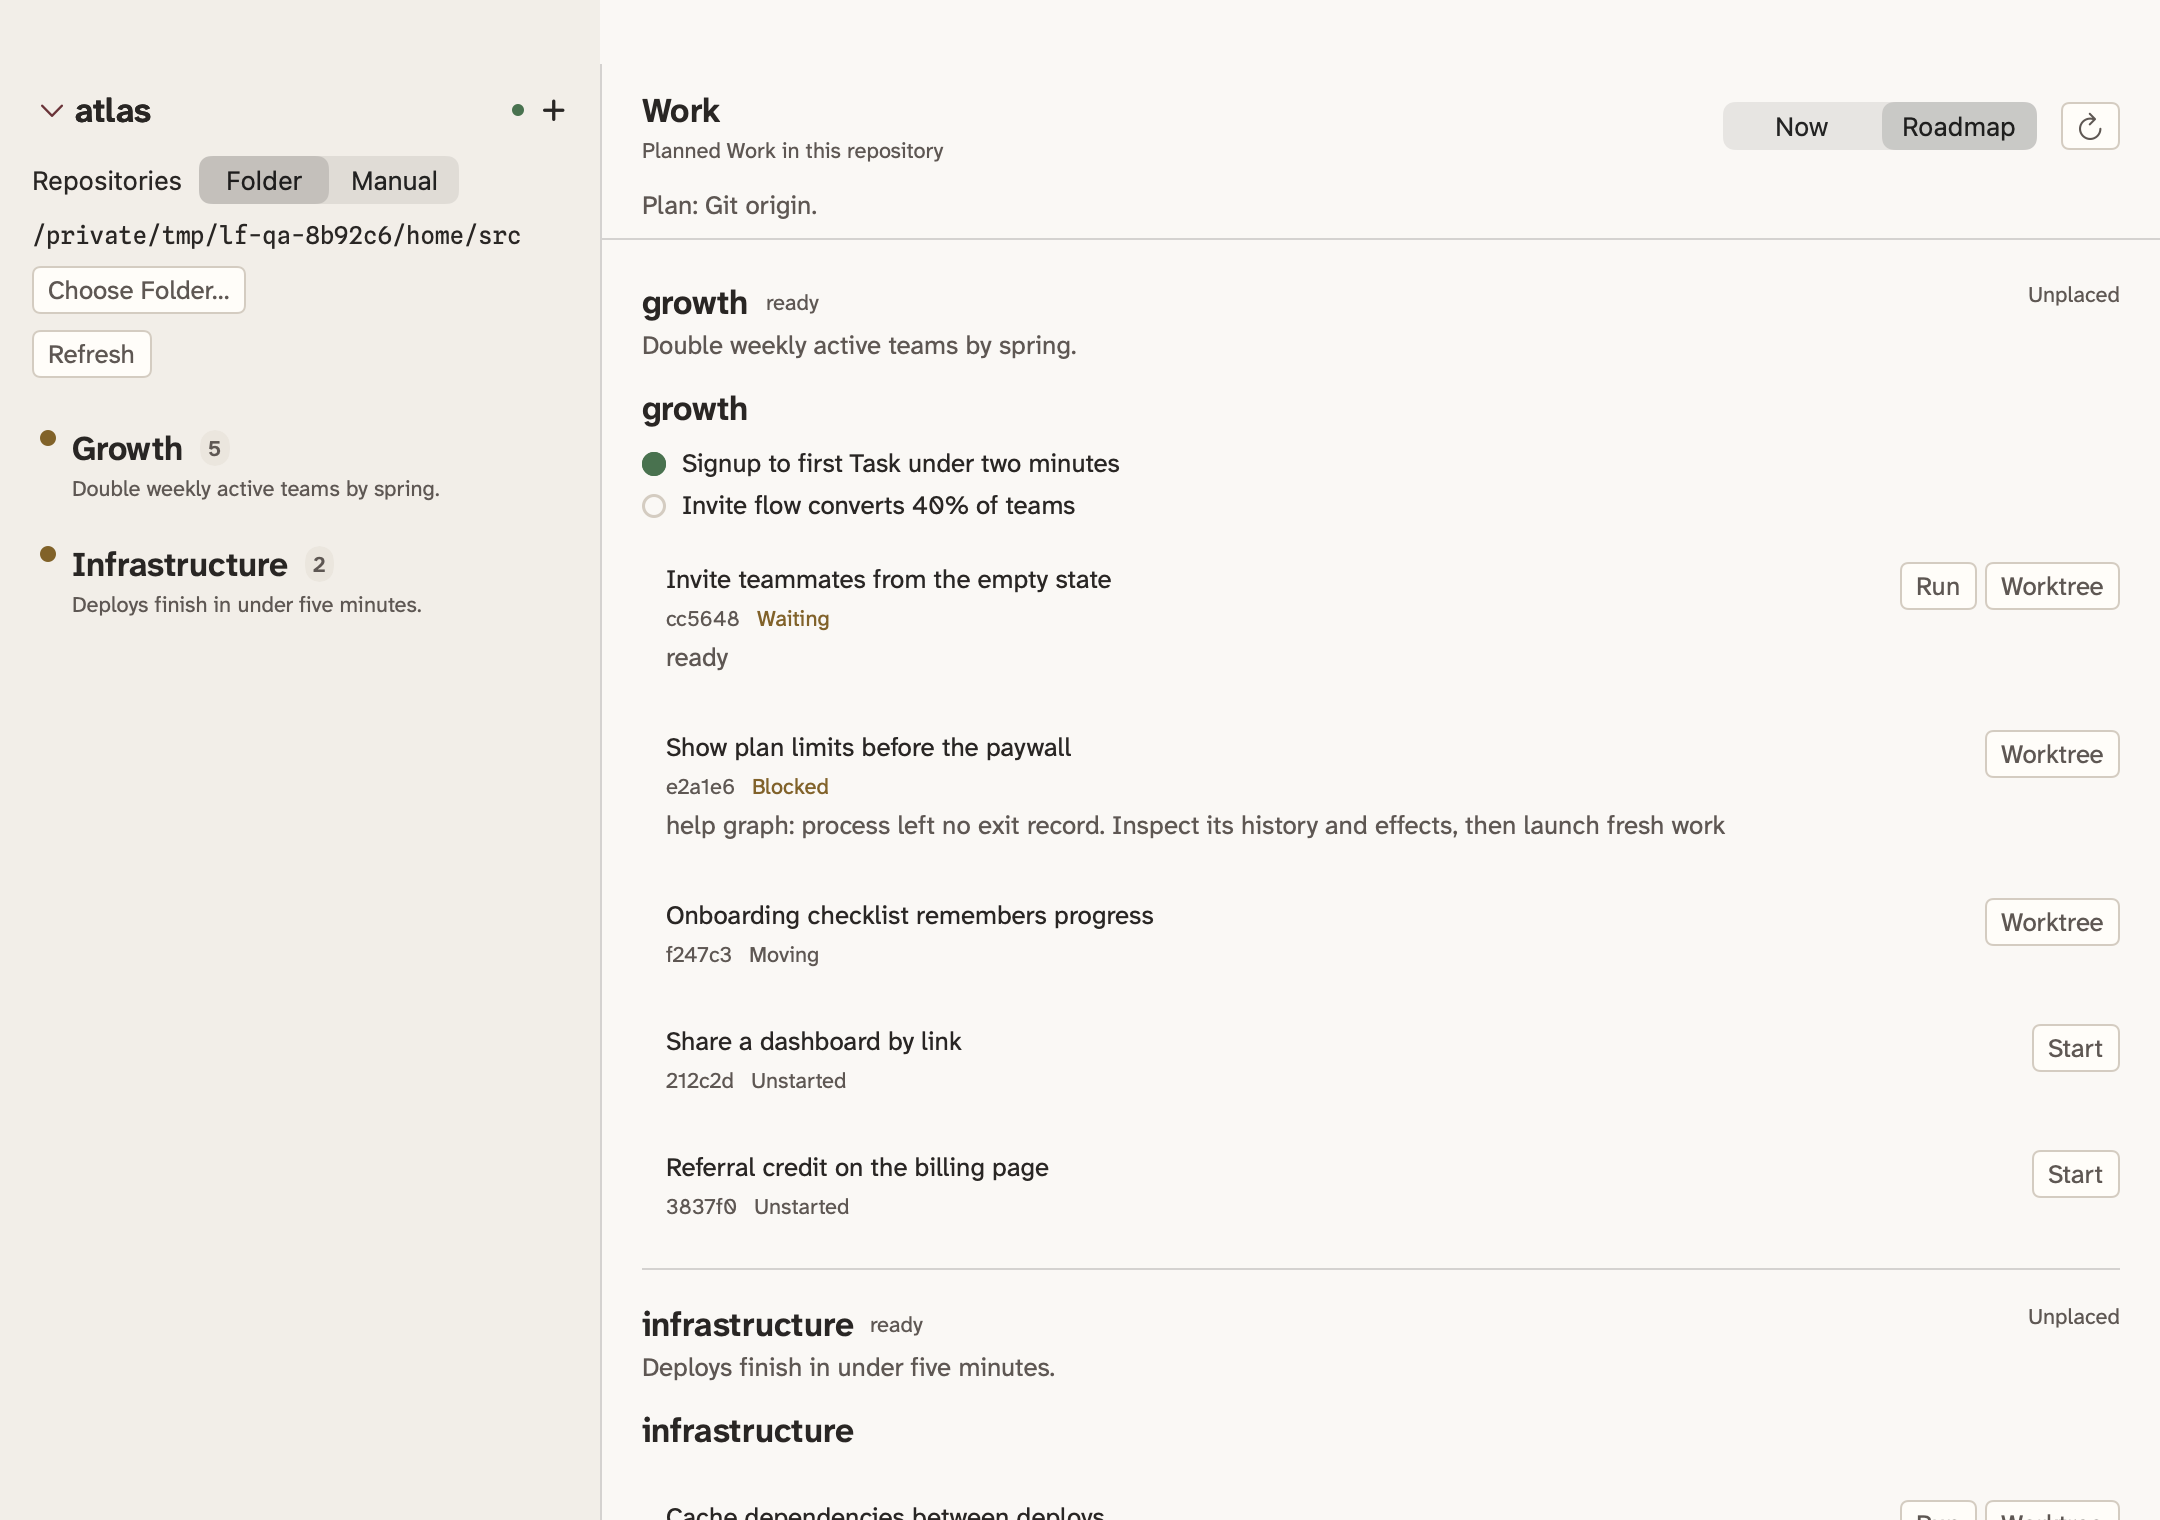 atlas
Repositories Folder Manual
/private/tmp/lf-qa-8b92c6/home/src
Choose Folder...
Refresh
Growth 5
Double weekly active teams by spring.
Infrastructure 2
Deploys finish in under five minutes.
Work
Planned Work in this repository
Plan: Git origin.
Now Roadmap
growth ready
Unplaced
Double weekly active teams by spring.
growth
Signup to first Task under two minutes
Invite flow converts 40% of teams
Invite teammates from the empty state
Run Worktree
cc5648 Waiting
ready
Show plan limits before the paywall
Worktree
e2a1e6 Blocked
help graph: process left no exit record. Inspect its history and effects, then launch fresh work
Onboarding checklist remembers progress
Worktree
f247c3 Moving
Share a dashboard by link
Start
212c2d Unstarted
Referral credit on the billing page
Start
3837f0 Unstarted
infrastructure ready
Unplaced
Deploys finish in under five minutes.
infrastructure
Cache dependencies between deploys
Run Worktree